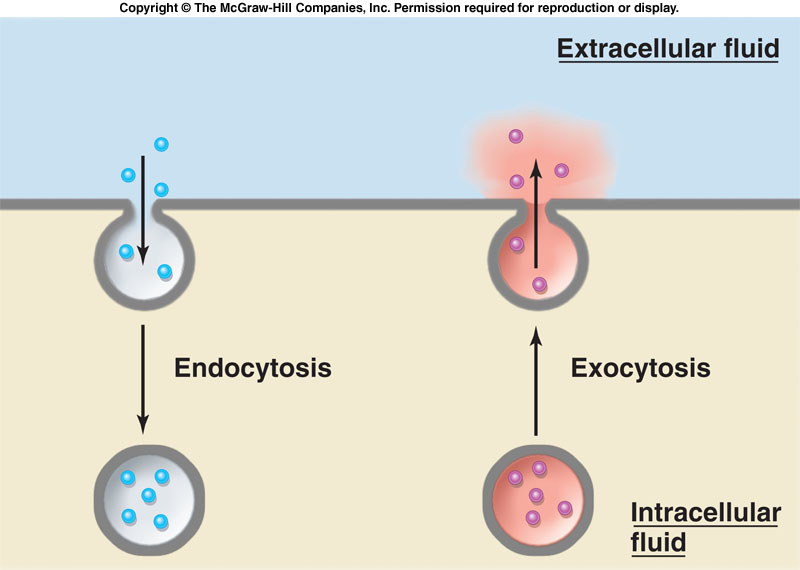 Copyright © The McGraw-Hill Companies, Inc. Permission required for reproduction or display.
Extracellular fluid
Endocytosis
Exocytosis
Intracellular
fluid